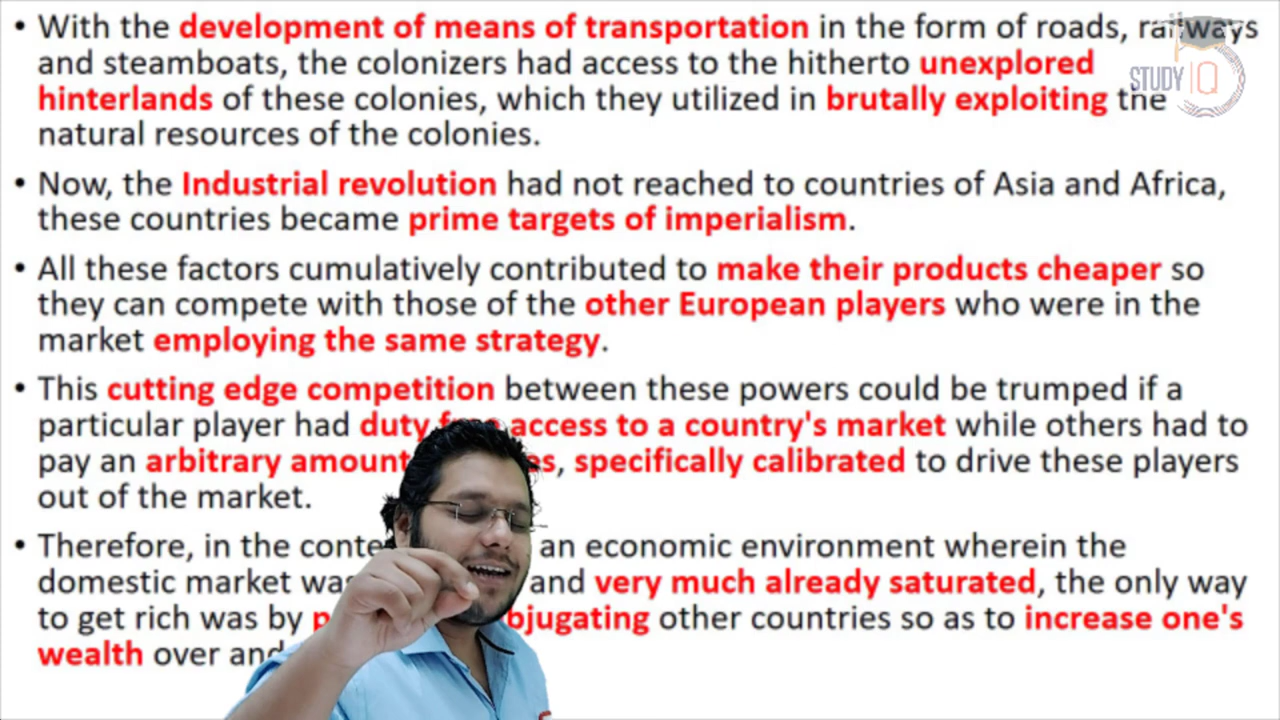 • With the development of means of transportation in the form of roads, railways
and steamboats, the colonizers had access to the hitherto unexplored
hinterlands of these colonies, which they utilized in brutally exploiting the
natural resources of the colonies.
• Now, the Industrial revolution had not reached to countries of Asia and Africa,
these countries became prime targets of imperialism.
• All these factors cumulatively contributed to make their products cheaper so
they can compete with those of the other European players who were in the
market employing the same strategy.
• This cutting edge competition between these powers could be trumped if a
particular player had duty access to a country's market while others had to
pay an arbitrary amount specifically calibrated to drive these players
out of the market.
• Therefore, in the an economic environment wherein the
domestic market and very much already saturated, the only way
to get rich was by other countries so as to increase one's
wealth over
STUDY IQ